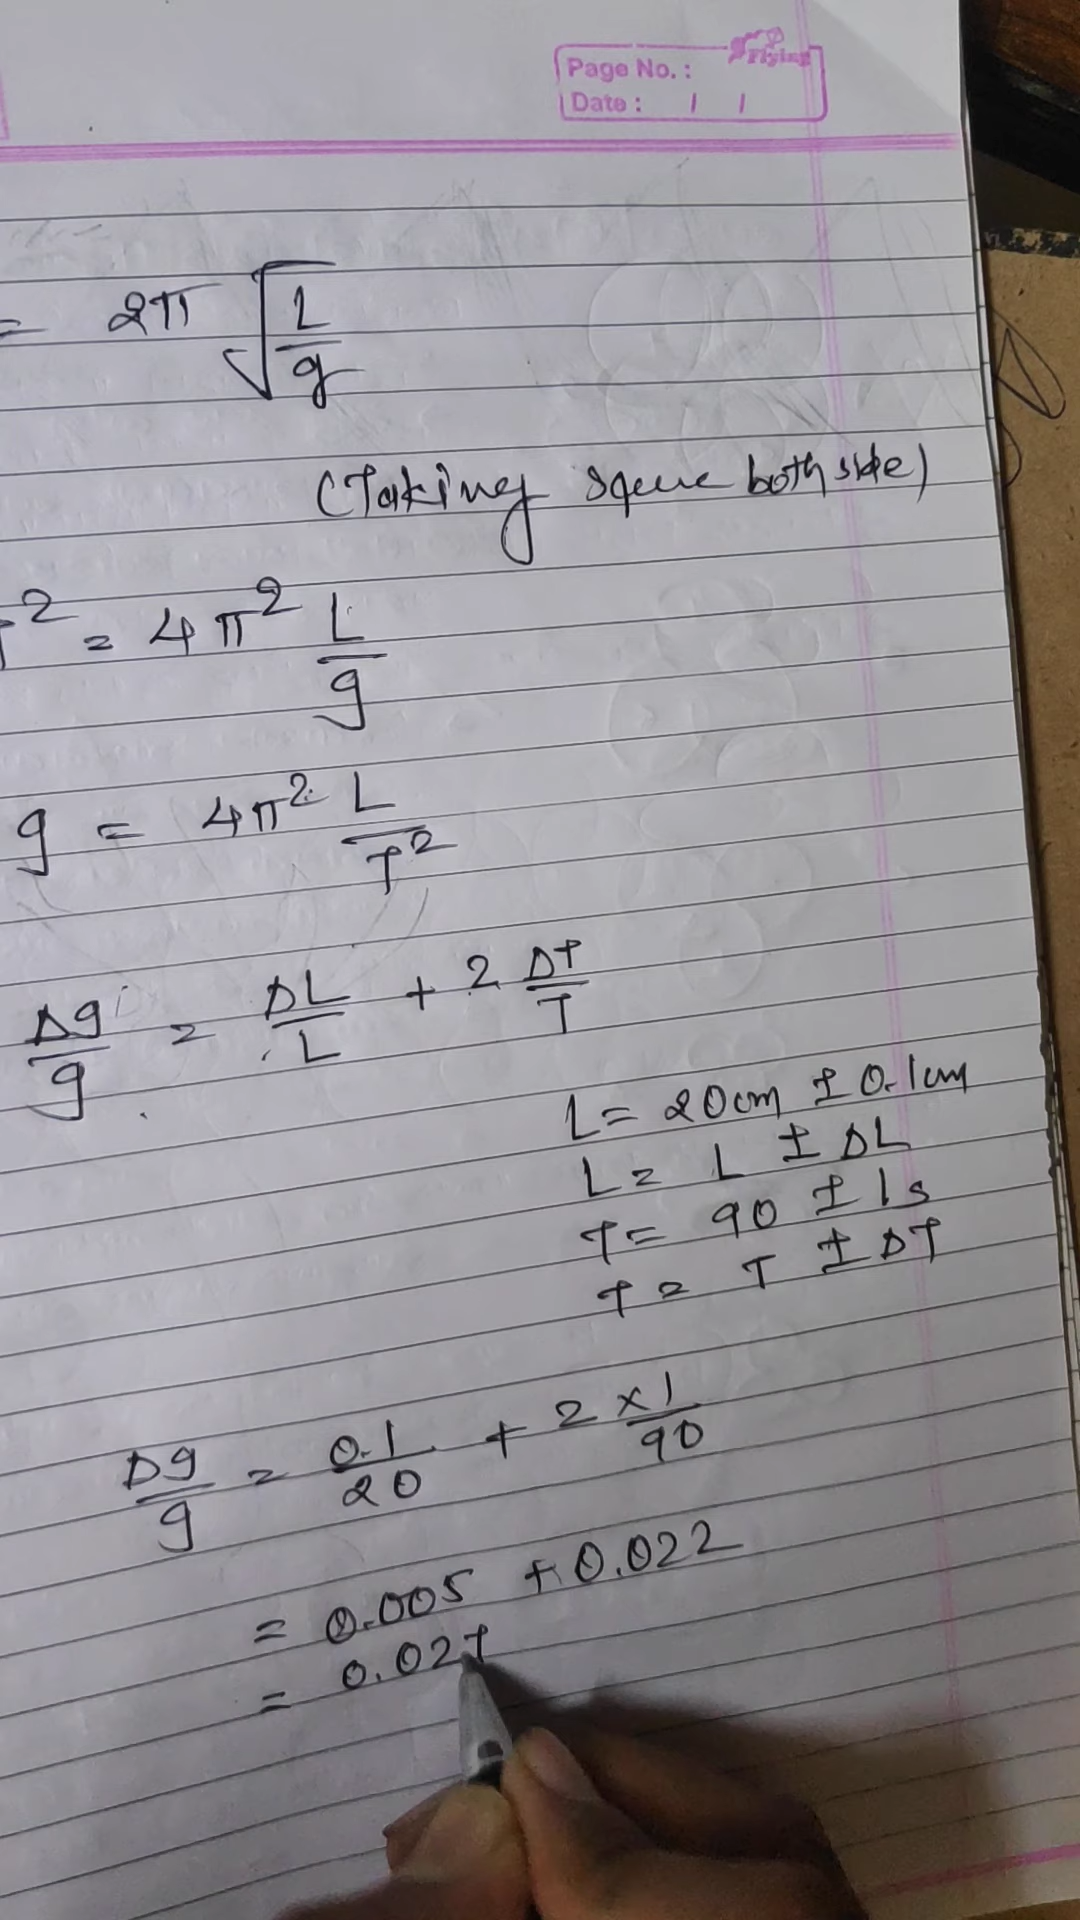 Flying
Page No. :
Date : / /
= 2π √L/g
(Taking squre both side)
T² = 4π² L/g
g = 4π² L/T²
Δg/g = ΔL/L + 2 ΔT/T
L = 20cm ± 0.1cm
L = L ± ΔL
T = 90 ± 1s
T = T ± ΔT
Δg/g = 0.1/20 + 2 × 1/90
= 0.005 + 0.022
= 0.027